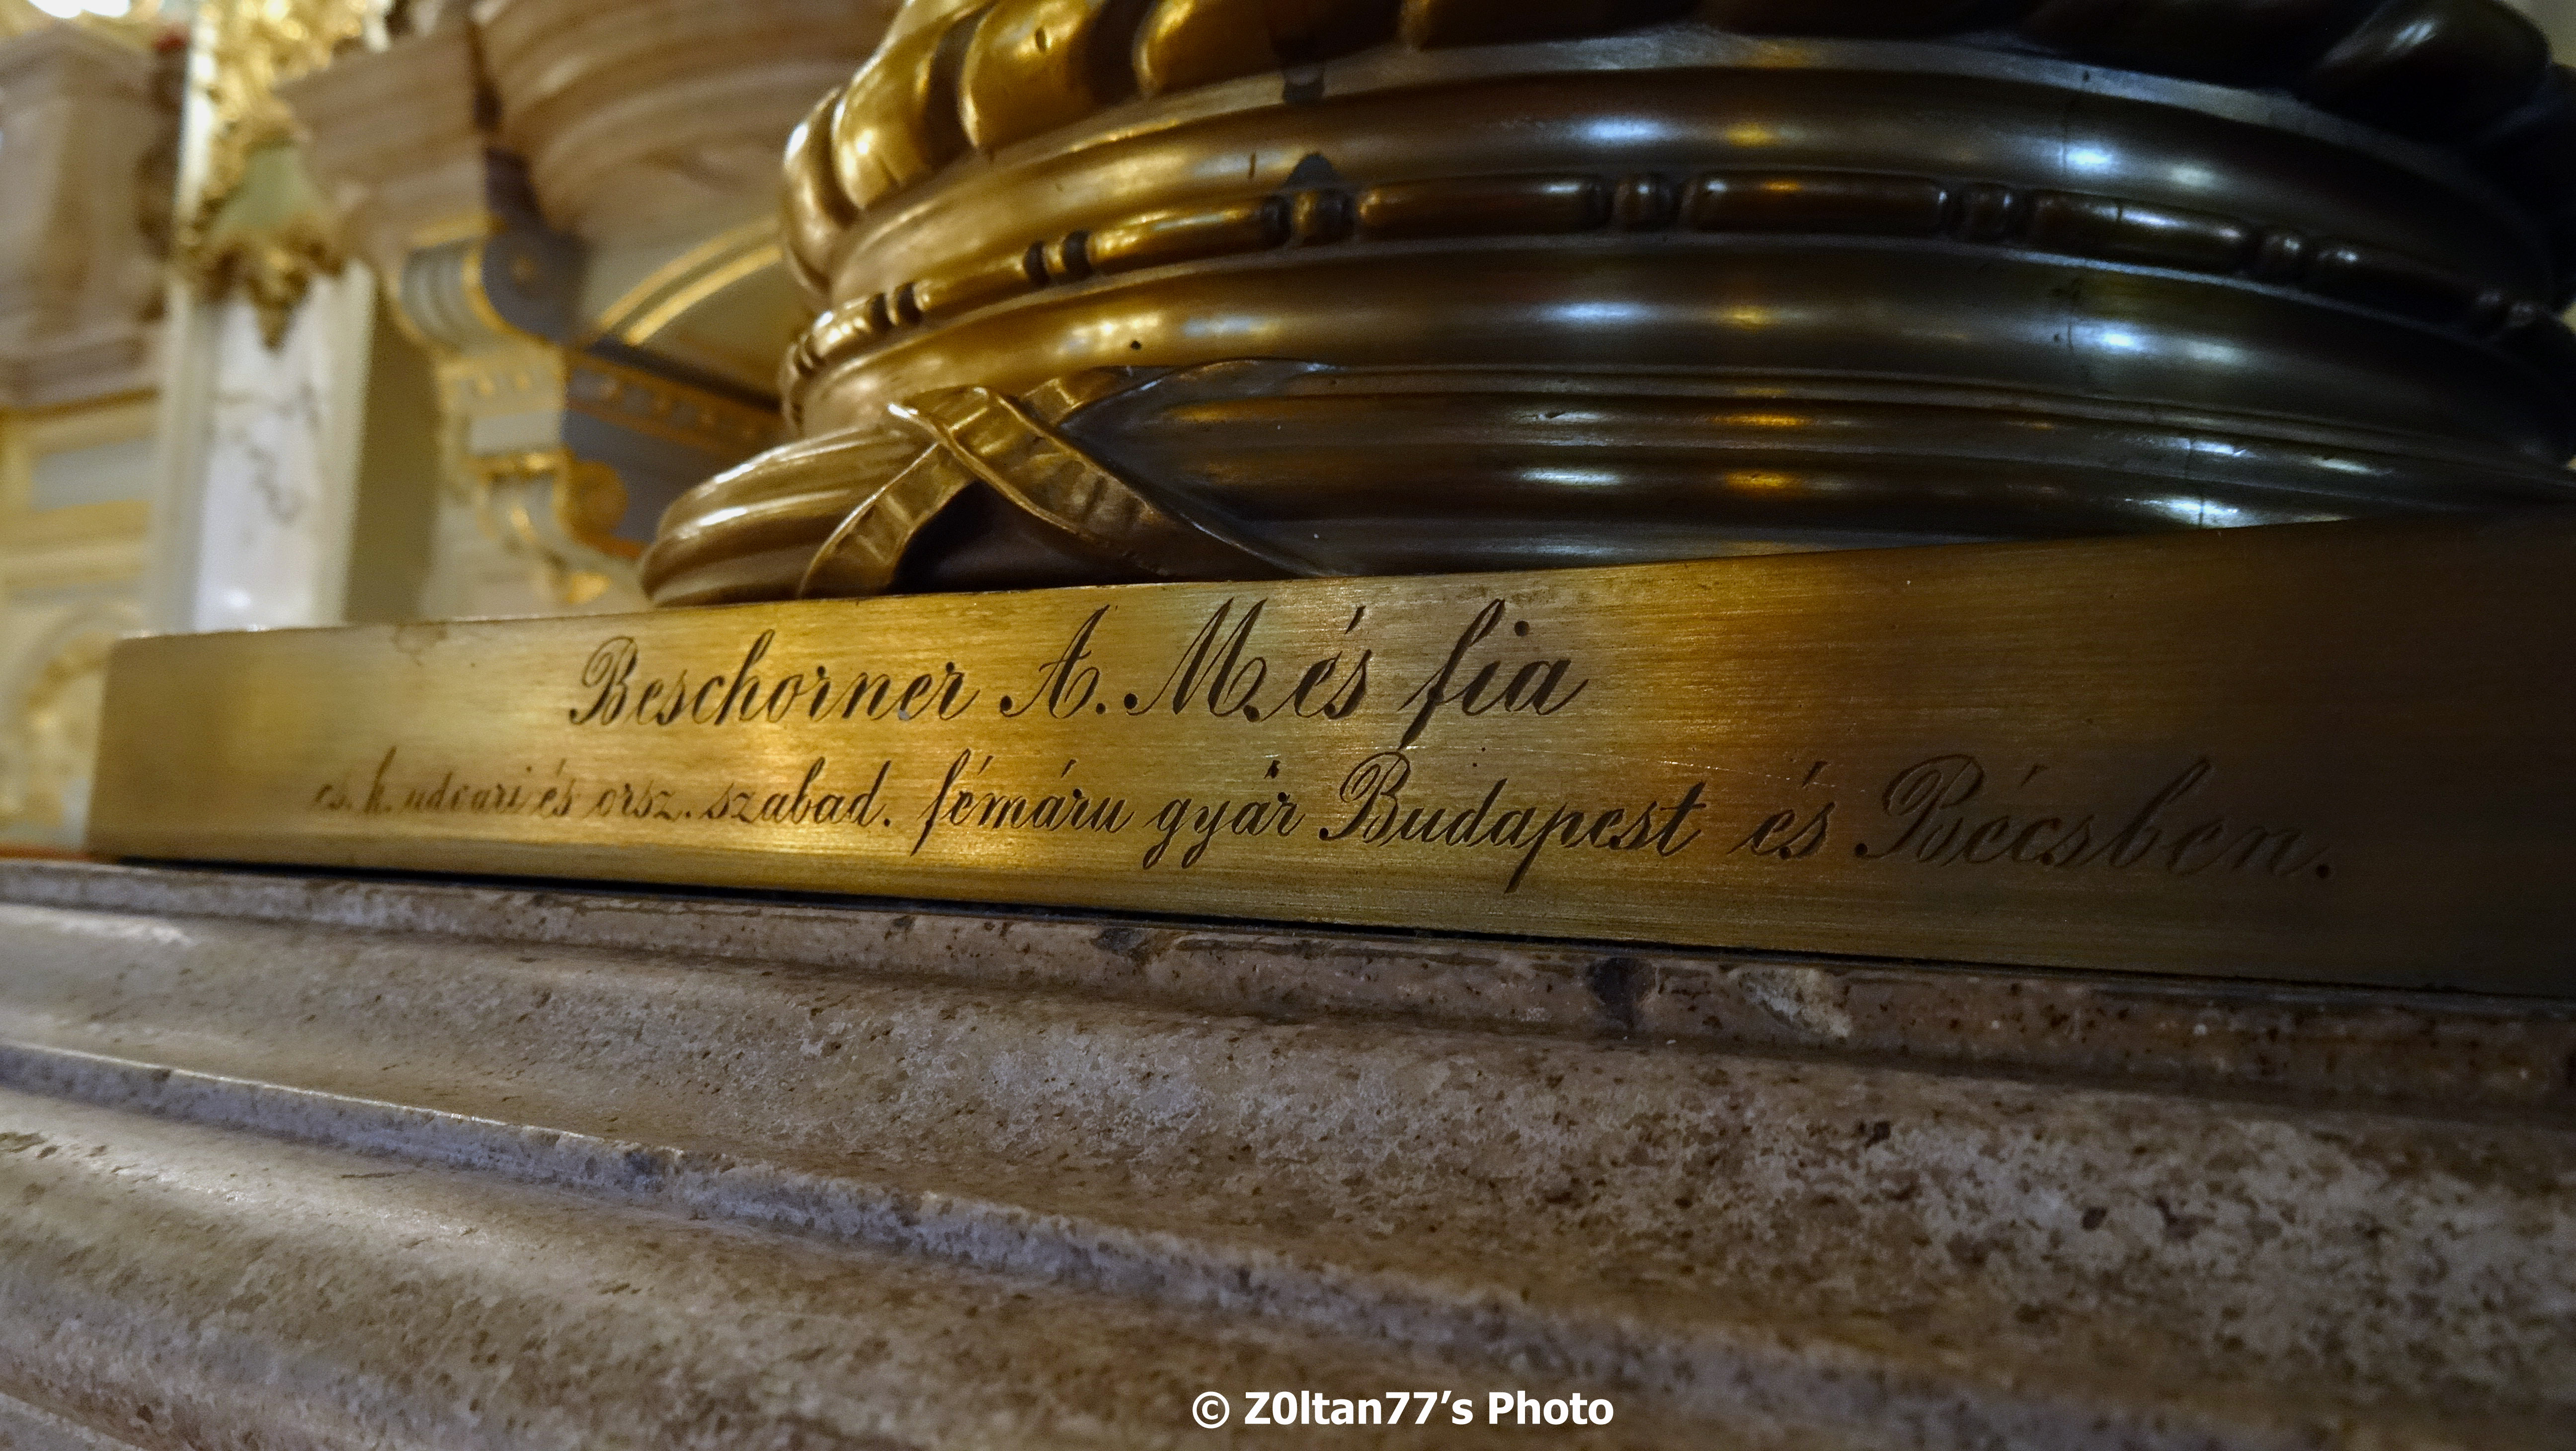 Beschorner A. M. és fia
cs. k. udvari és orsz. szabad. fémáru gyár Budapest és Bécsben.
© Z0ltan77’s Photo